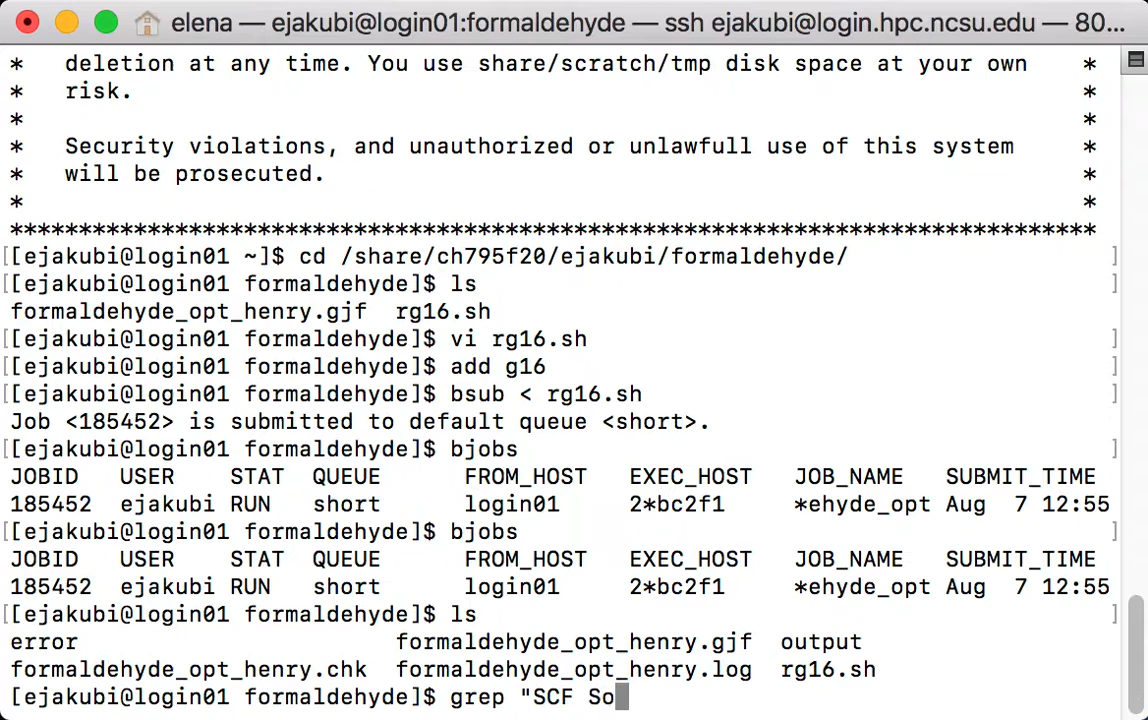 elena — ejakubi@login01:formaldehyde — ssh ejakubi@login.hpc.ncsu.edu — 80...
* deletion at any time. You use share/scratch/tmp disk space at your own *
* risk. *
* *
* Security violations, and unauthorized or unlawfull use of this system *
* will be prosecuted. *
* *
*******************************************************************************
[[ejakubi@login01 ~]$ cd /share/ch795f20/ejakubi/formaldehyde/ ]
[[ejakubi@login01 formaldehyde]$ ls ]
formaldehyde_opt_henry.gjf rg16.sh
[[ejakubi@login01 formaldehyde]$ vi rg16.sh ]
[[ejakubi@login01 formaldehyde]$ add g16 ]
[[ejakubi@login01 formaldehyde]$ bsub < rg16.sh ]
Job <185452> is submitted to default queue <short>.
[[ejakubi@login01 formaldehyde]$ bjobs ]
JOBID USER STAT QUEUE FROM_HOST EXEC_HOST JOB_NAME SUBMIT_TIME
185452 ejakubi RUN short login01 2*bc2f1 *ehyde_opt Aug 7 12:55
[[ejakubi@login01 formaldehyde]$ bjobs ]
JOBID USER STAT QUEUE FROM_HOST EXEC_HOST JOB_NAME SUBMIT_TIME
185452 ejakubi RUN short login01 2*bc2f1 *ehyde_opt Aug 7 12:55
[[ejakubi@login01 formaldehyde]$ ls ]
error formaldehyde_opt_henry.gjf output
formaldehyde_opt_henry.chk formaldehyde_opt_henry.log rg16.sh
[ejakubi@login01 formaldehyde]$ grep "SCF So